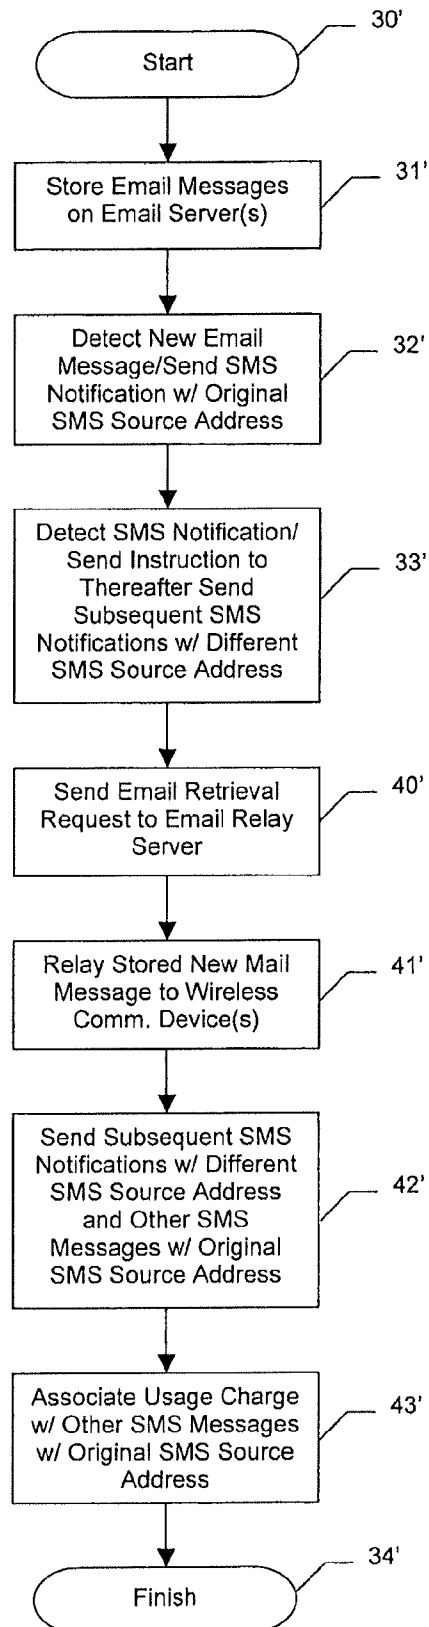 30'
Start
31'
Store Email Messages
on Email Server(s)
32'
Detect New Email
Message/Send SMS
Notification w/ Original
SMS Source Address
33'
Detect SMS Notification/
Send Instruction to
Thereafter Send
Subsequent SMS
Notifications w/ Different
SMS Source Address
40'
Send Email Retrieval
Request to Email Relay
Server
41'
Relay Stored New Mail
Message to Wireless
Comm. Device(s)
42'
Send Subsequent SMS
Notifications w/ Different
SMS Source Address
and Other SMS
Messages w/ Original
SMS Source Address
43'
Associate Usage Charge
w/ Other SMS Messages
w/ Original SMS Source
Address
34'
Finish